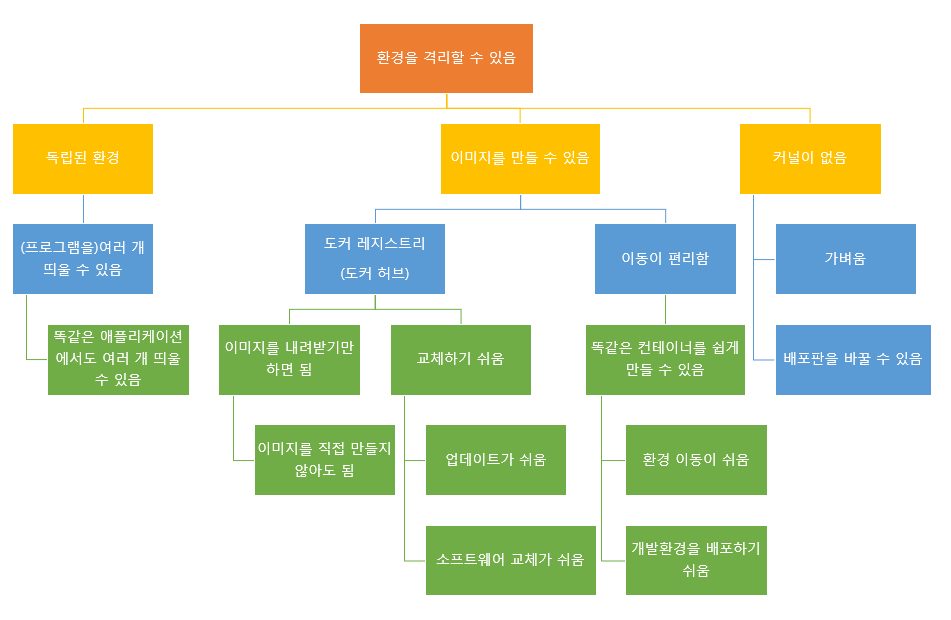 환경을 격리할 수 있음
독립된 환경
이미지를 만들 수 있음
커널이 없음
(프로그램을)여러 개
띄울 수 있음
도커 레지스트리
(도커 허브)
이동이 편리함
가벼움
똑같은 애플리케이션
에서도 여러 개 띄울
수 있음
이미지를 내려받기만
하면 됨
교체하기 쉬움
똑같은 컨테이너를 쉽게
만들 수 있음
배포판을 바꿀 수 있음
이미지를 직접 만들지
않아도 됨
업데이트가 쉬움
환경 이동이 쉬움
소프트웨어 교체가 쉬움
개발환경을 배포하기
쉬움